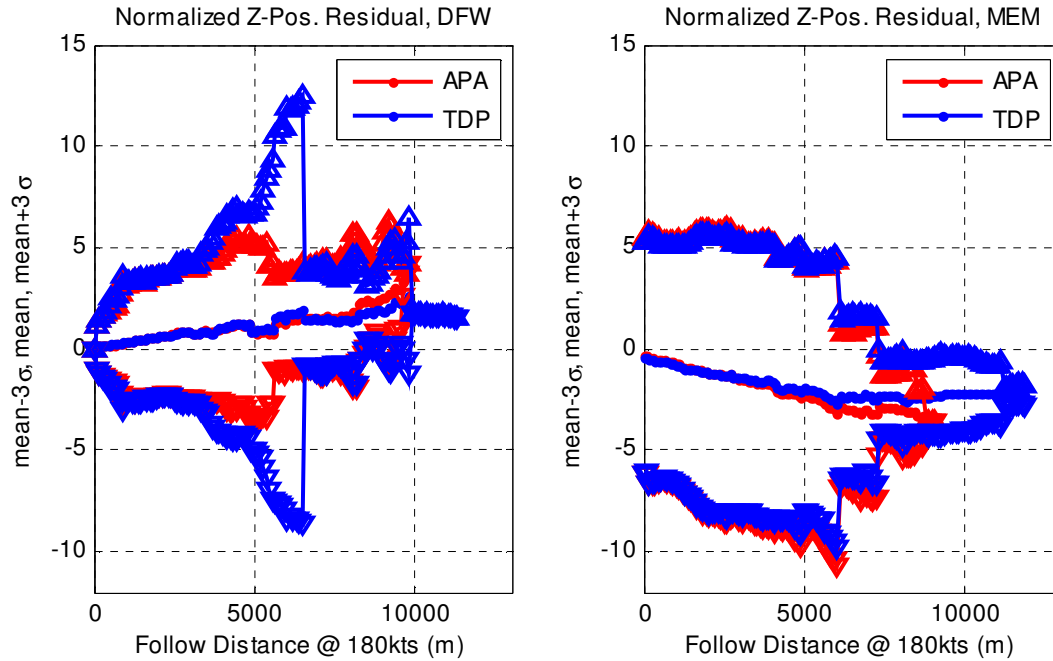 Normalized Z-Pos. Residual, DFW
15
10
5
0
-5
-10
0
5000
10000
mean-3σ, mean, mean+3σ
Follow Distance @ 180kts (m)
APA
TDP
Normalized Z-Pos. Residual, MEM
15
10
5
0
-5
-10
0
5000
10000
mean-3σ, mean, mean+3σ
Follow Distance @ 180kts (m)
APA
TDP